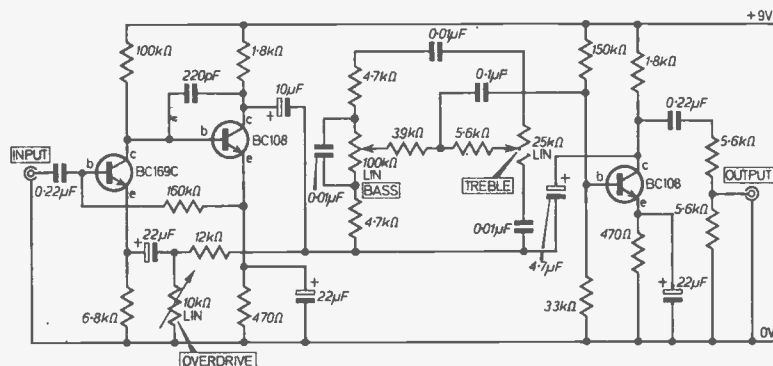 +9V
0·01µF
150kΩ
100kΩ
1·8kΩ
4·7kΩ
1·8kΩ
220pF
10µF
0·1µF
0·22µF
+
c
BC108
b
e
c
BC169C
b
e
INPUT
0·22µF
160kΩ
39kΩ
5·6kΩ
100kΩ
LIN
BASS
0·01µF
25kΩ
LIN
TREBLE
5·6kΩ
+
c
b
BC108
e
OUTPUT
5·6kΩ
+
22µF
12kΩ
4·7kΩ
0·01µF
4·7µF
470Ω
+
22µF
6·8kΩ
10kΩ
LIN
OVERDRIVE
470Ω
+
22µF
33kΩ
0V